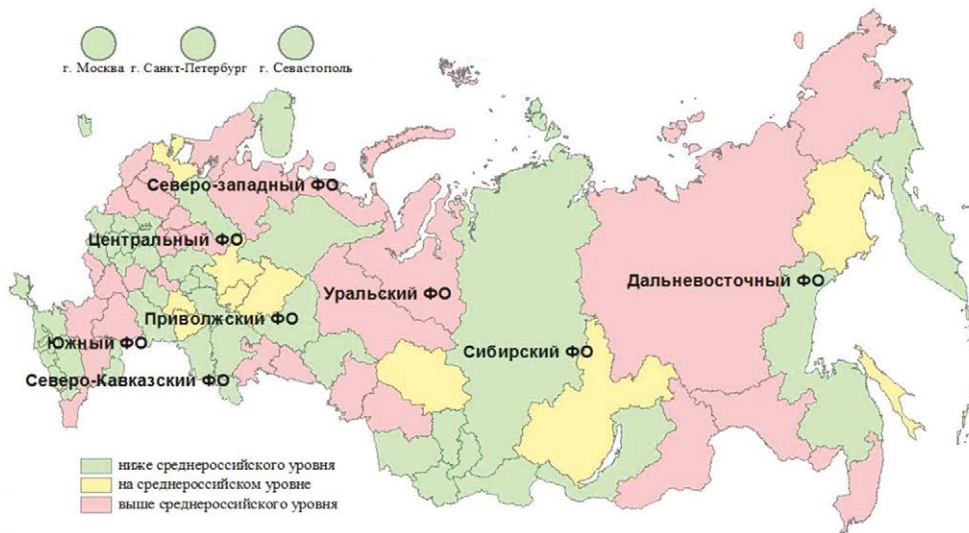 г. Москва г. Санкт-Петербург г. Севастополь
Северо-западный ФО
Центральный ФО
Уральский ФО
Дальневосточный ФО
Приволжский ФО
Южный ФО
Сибирский ФО
Северо-Кавказский ФО
ниже среднероссийского уровня
на среднероссийском уровне
выше среднероссийского уровня